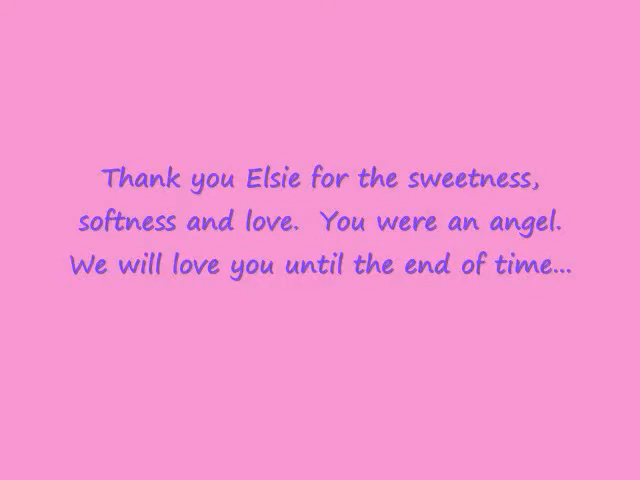 Thank you Elsie for the sweetness,
softness and love.  You were an angel.
We will love you until the end of time...